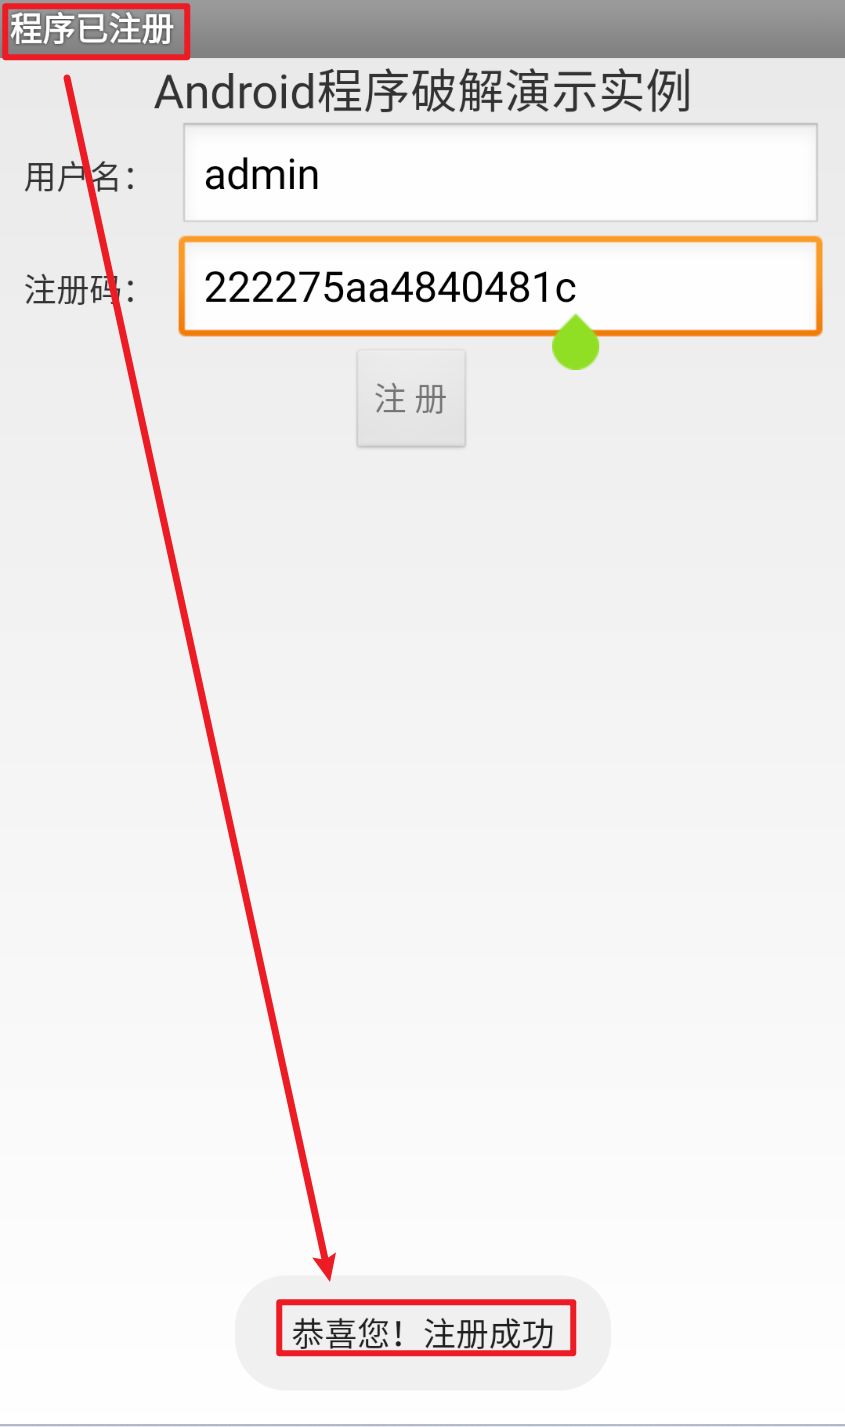 程序已注册
Android程序破解演示实例
用户名：
admin
注册码：
222275aa4840481c
注 册
恭喜您！注册成功